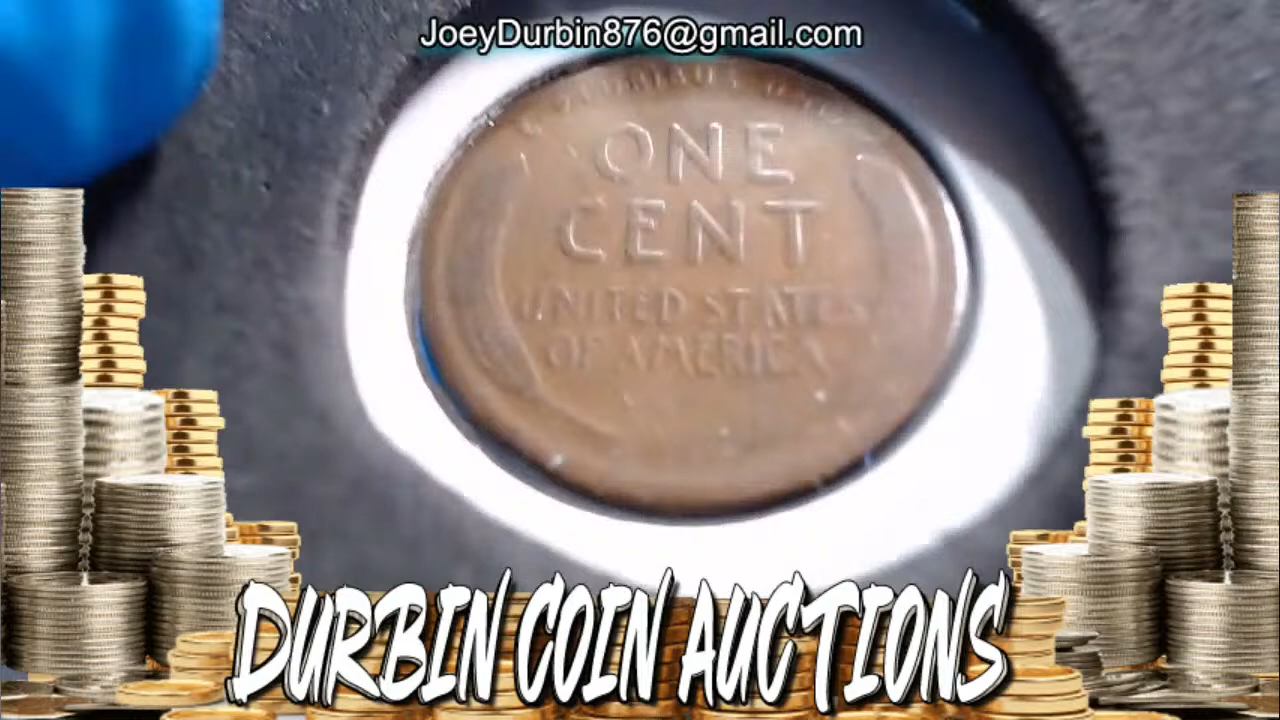 JoeyDurbin876@gmail.com
ONE
CENT
UNITED STATES
OF AMERICA
DURBIN COIN AUCTIONS